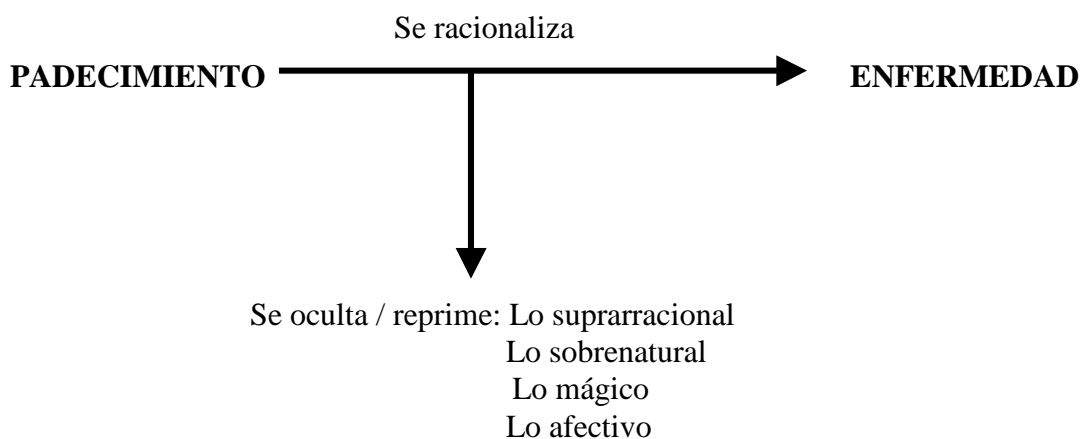 Se racionaliza
PADECIMIENTO ENFERMEDAD
Se oculta / reprime: Lo suprarracional
Lo sobrenatural
Lo mágico
Lo afectivo